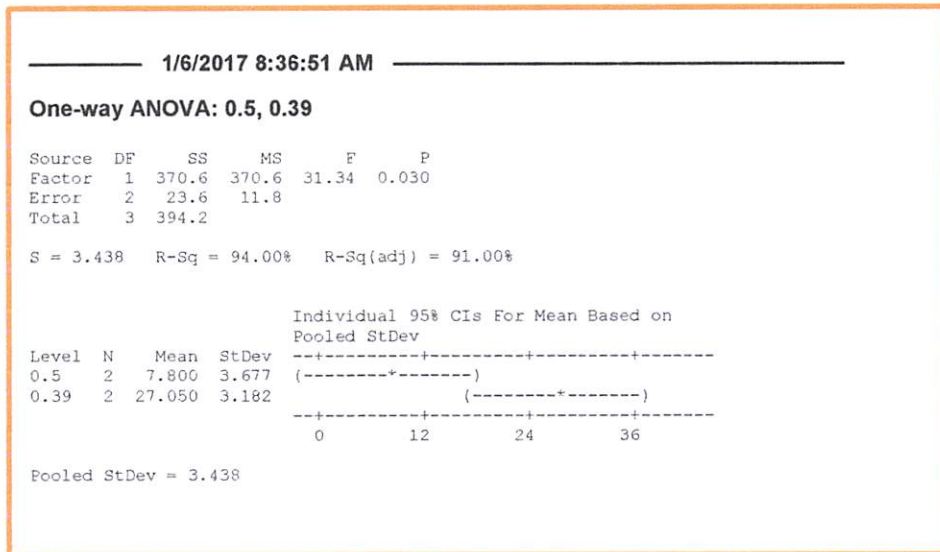 1/6/2017 8:36:51 AM
One-way ANOVA: 0.5, 0.39
Source DF SS MS F P
Factor 1 370.6 370.6 31.34 0.030
Error 2 23.6 11.8
Total 3 394.2
S = 3.438 R-Sq = 94.00% R-Sq(adj) = 91.00%
Individual 95% CIs For Mean Based on
Pooled StDev
Level N Mean StDev --+---------+---------+---------+-------
0.5 2 7.800 3.677 (--------*-------)
0.39 2 27.050 3.182 (--------*-------)
--+---------+---------+---------+-------
0 12 24 36
Pooled StDev = 3.438